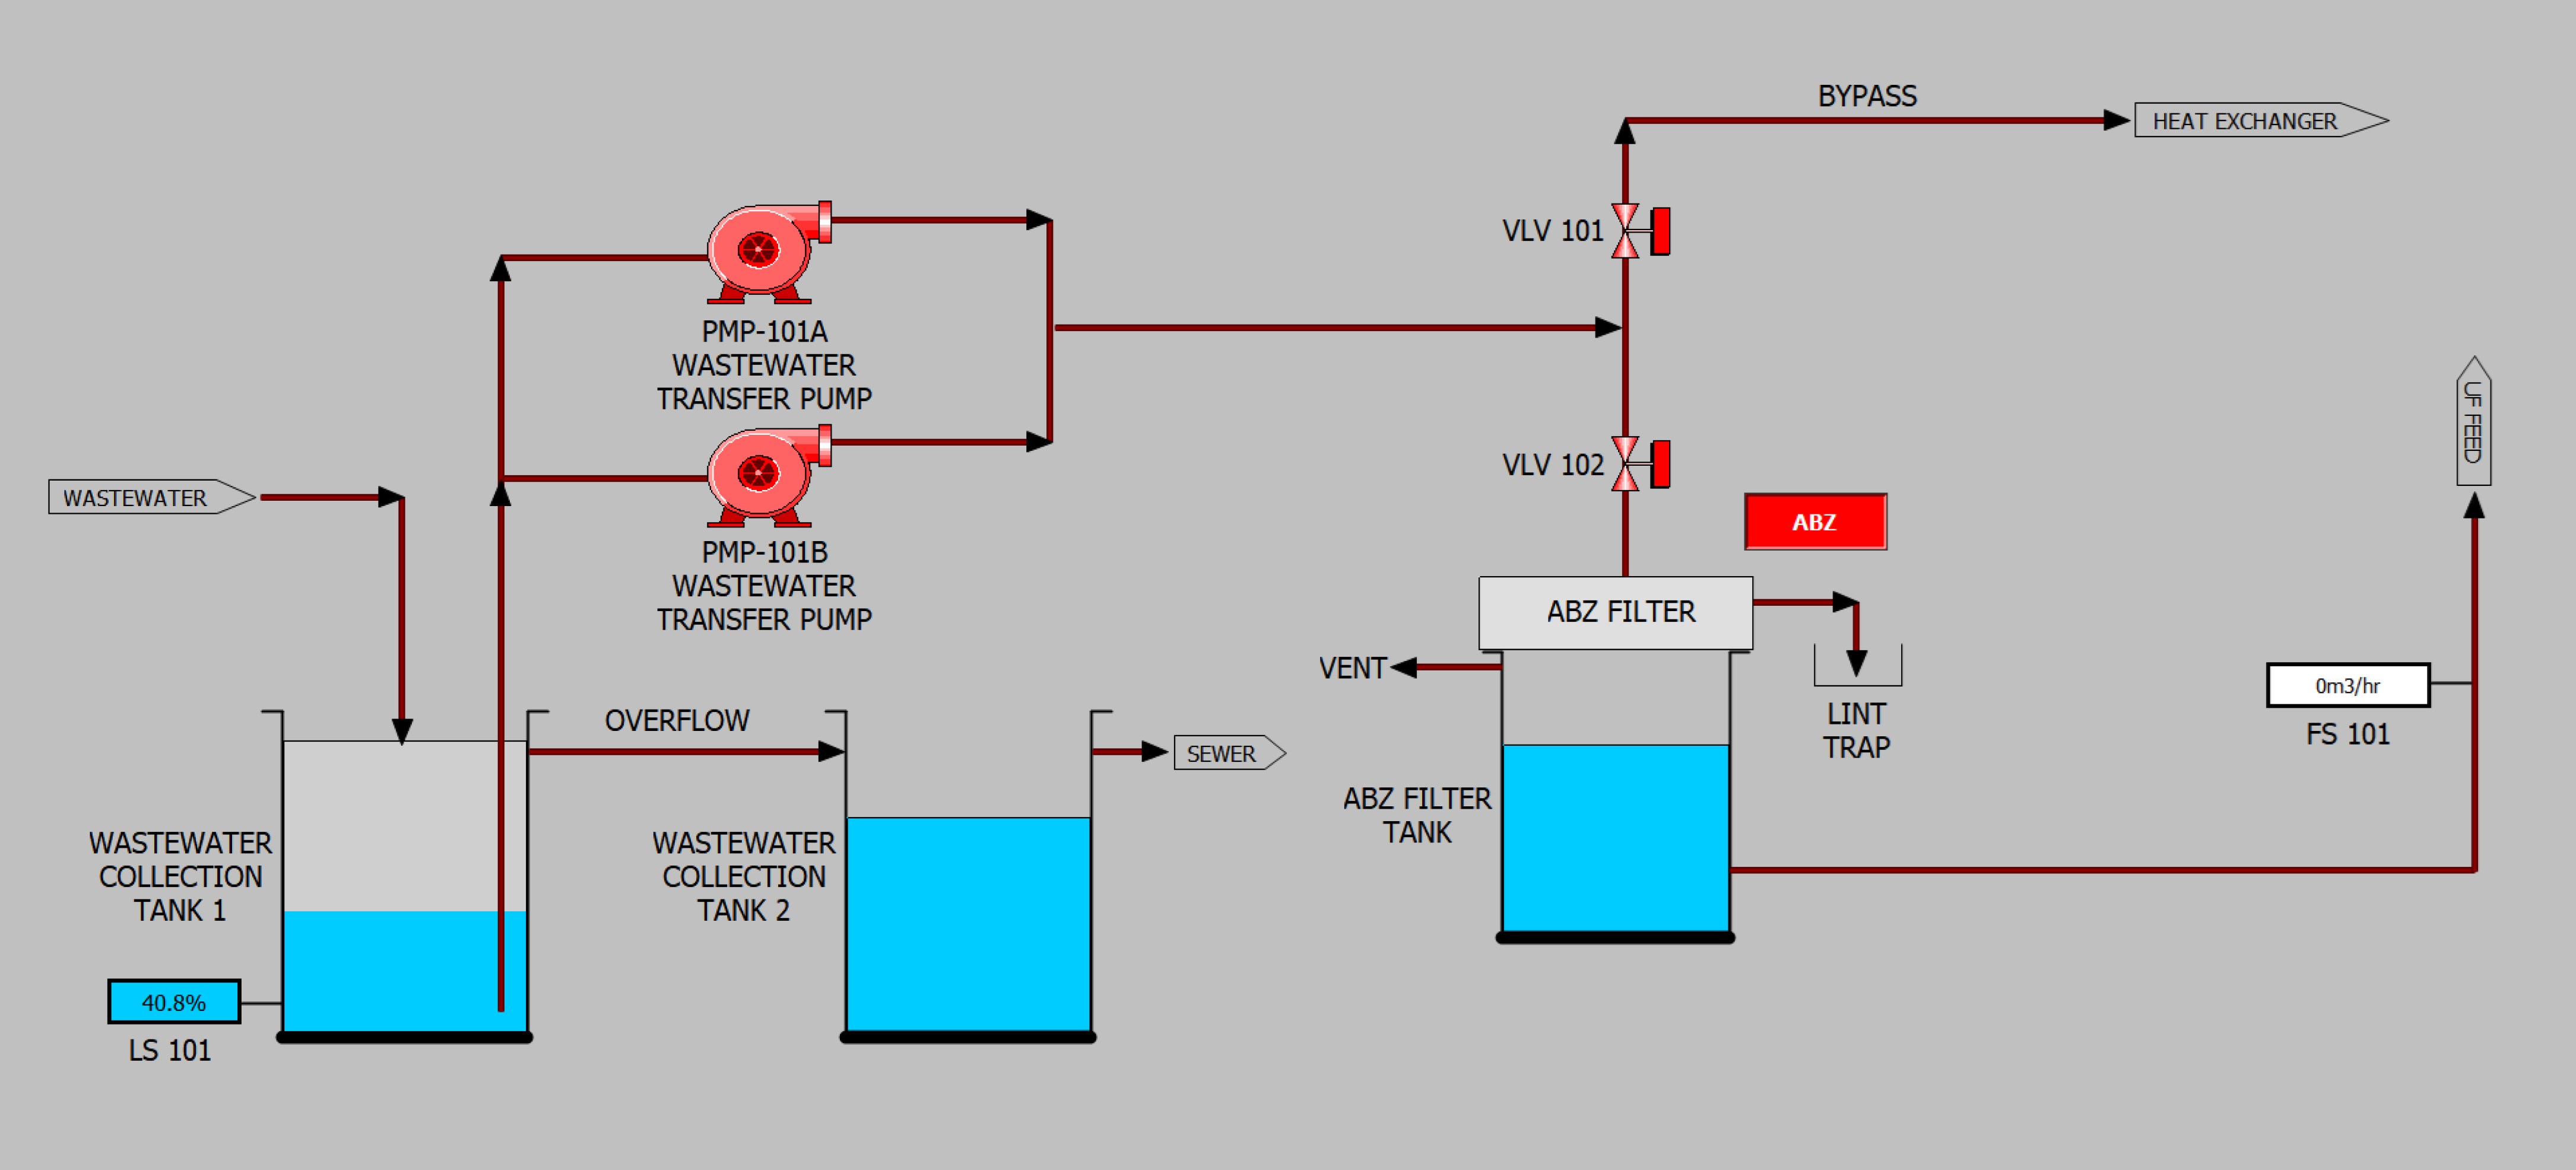 BYPASS
HEAT EXCHANGER
VLV 101
PMP-101A
WASTEWATER
TRANSFER PUMP
UF FEED
VLV 102
WASTEWATER
ABZ
PMP-101B
WASTEWATER
TRANSFER PUMP
ABZ FILTER
VENT
0m3/hr
FS 101
OVERFLOW
LINT
TRAP
SEWER
ABZ FILTER
TANK
WASTEWATER
COLLECTION
TANK 1
WASTEWATER
COLLECTION
TANK 2
40.8%
LS 101